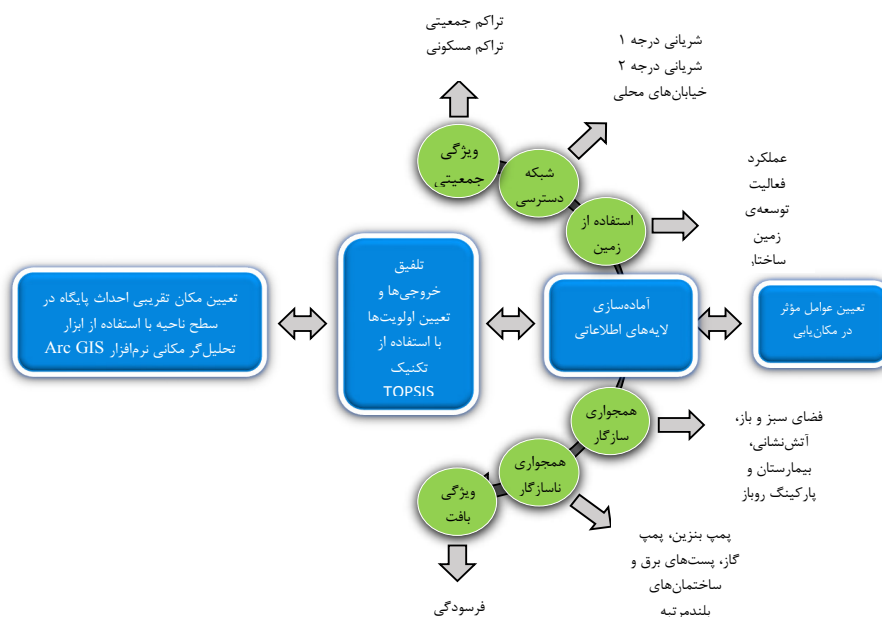 تراکم جمعیتی
تراکم مسکونی
شریانی درجه ۱
شریانی درجه ۲
خیابان‌های محلی
ویژگی
جمعیتی
شبکه
دسترسی
استفاده از
زمین
عملکرد
فعالیت
توسعه‌ی
زمین
ساختار
تعیین عوامل مؤثر
در مکان‌یابی
آماده‌سازی
لایه‌های اطلاعاتی
تلفیق
خروجی‌ها و
تعیین اولویت‌ها
با استفاده از
تکنیک
TOPSIS
تعیین مکان تقریبی احداث پایگاه در
سطح ناحیه با استفاده از ابزار
تحلیل‌گر مکانی نرم‌افزار Arc GIS
همجواری
سازگار
فضای سبز و باز،
آتش‌نشانی،
بیمارستان و
پارکینگ روباز
همجواری
ناسازگار
پمپ بنزین، پمپ
گاز، پست‌های برق و
ساختمان‌های
بلندمرتبه
ویژگی
بافت
فرسودگی